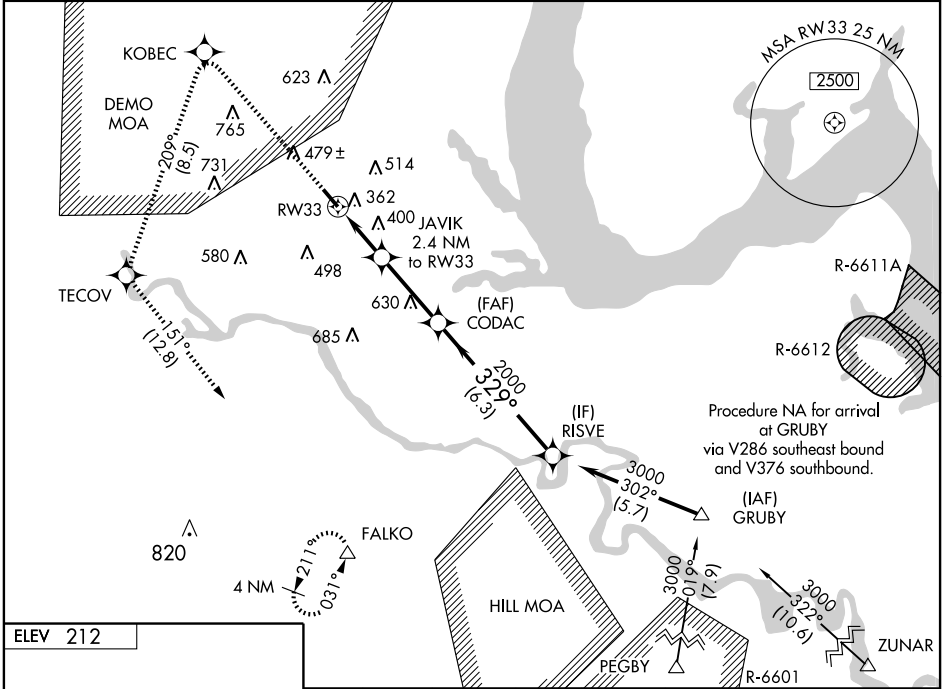 KOBEC
623
DEMO
MOA
765
209°
(8.5)
731
479±
514
RW33
362
400
JAVIK
2.4 NM
to RW33
580
498
TECOV
630
(FAF)
CODAC
685
151°
(12.8)
2000
329°
(6.3)
(IF)
RISVE
MSA RW33 25 NM
2500
R-6611A
R-6612
Procedure NA for arrival
at GRUBY
via V286 southeast bound
and V376 southbound.
3000
302°
(5.7)
(IAF)
GRUBY
820
FALKO
211°
031°
4 NM
HILL MOA
3000
019°
(7.9)
3000
322°
(10.6)
ZUNAR
PEGBY
R-6601
ELEV 212